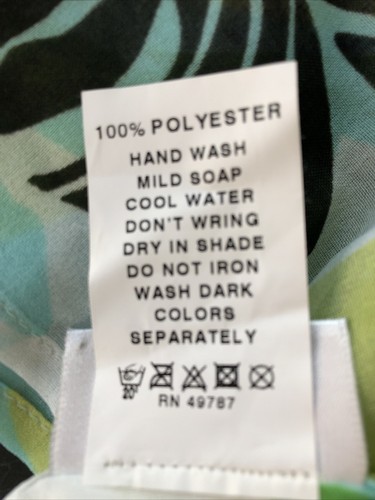 100% POLYESTER
HAND WASH
MILD SOAP
COOL WATER
DON'T WRING
DRY IN SHADE
DO NOT IRON
WASH DARK
COLORS
SEPARATELY
20°
RN 49787